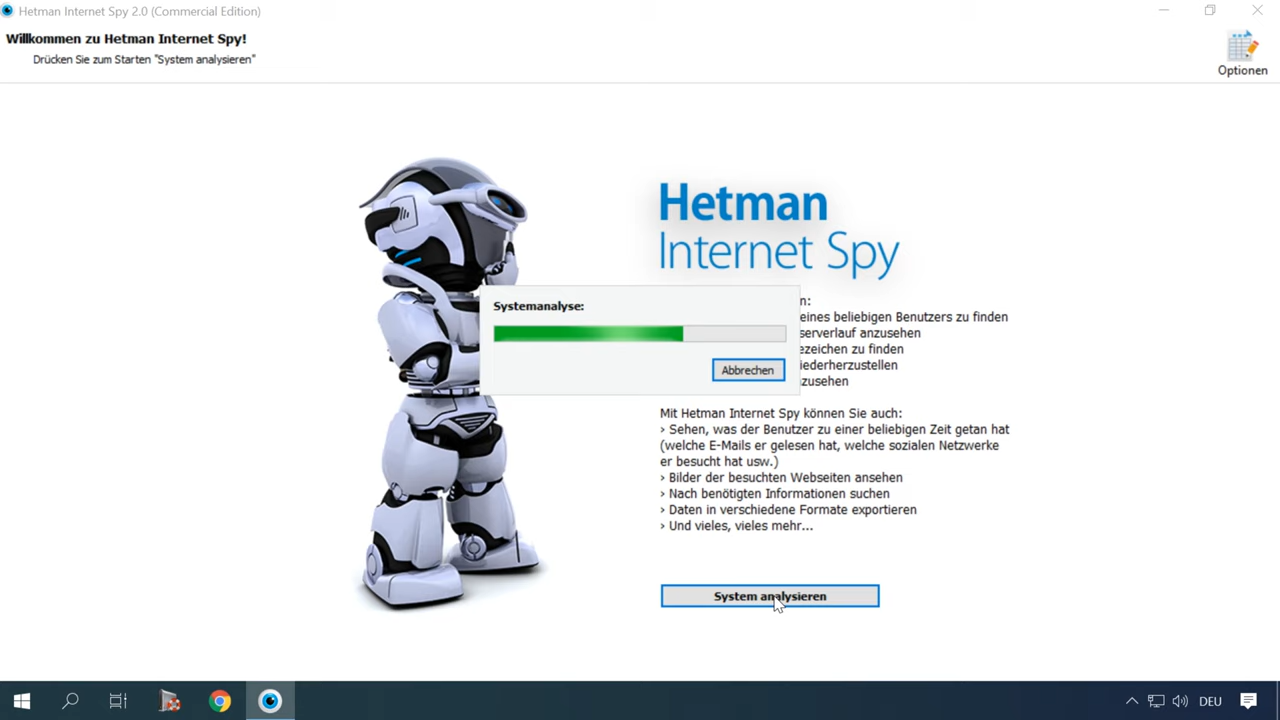 Hetman Internet Spy 2.0 (Commercial Edition)
Willkommen zu Hetman Internet Spy!
Drücken Sie zum Starten "System analysieren"
Optionen
Hetman
Internet Spy
Systemanalyse:
Abbrechen
n:
eines beliebigen Benutzers zu finden
serverlauf anzusehen
ezeichen zu finden
iederherzustellen
zusehen
Mit Hetman Internet Spy können Sie auch:
› Sehen, was der Benutzer zu einer beliebigen Zeit getan hat
(welche E-Mails er gelesen hat, welche sozialen Netzwerke
er besucht hat usw.)
› Bilder der besuchten Webseiten ansehen
› Nach benötigten Informationen suchen
› Daten in verschiedene Formate exportieren
› Und vieles, vieles mehr...
System analysieren
DEU